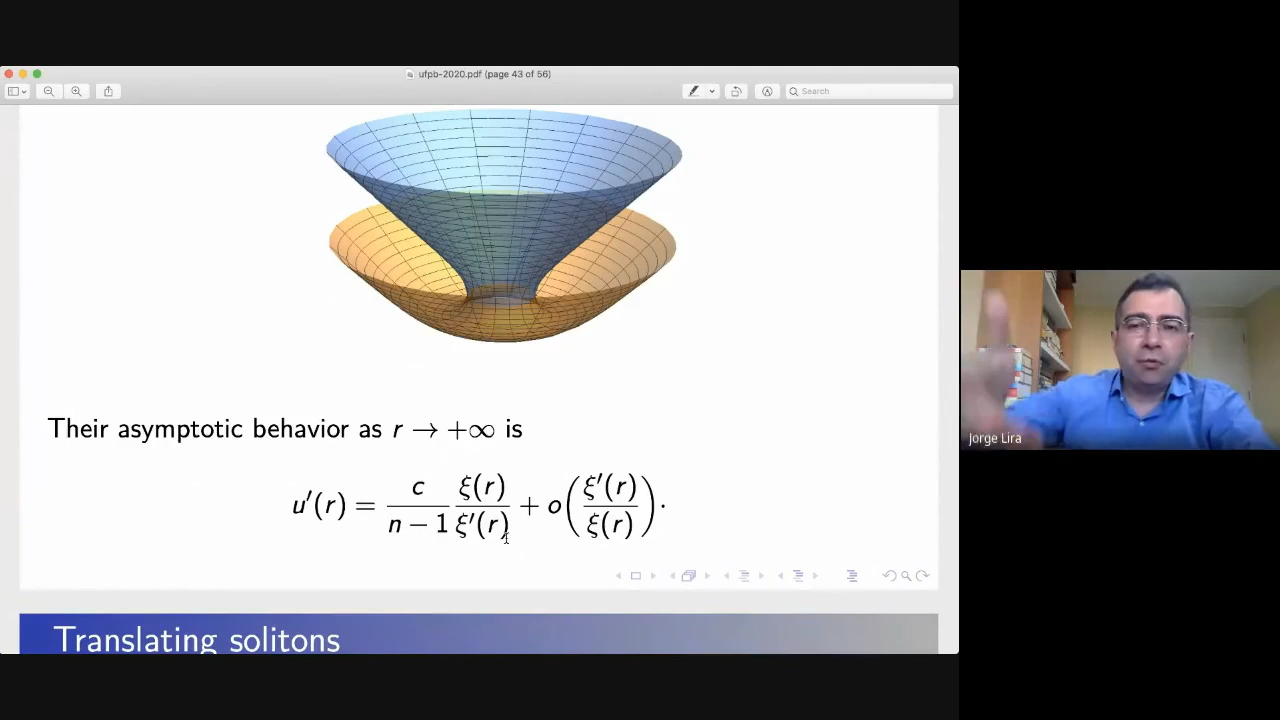 ufpb-2020.pdf (page 43 of 56)
Search
Their asymptotic behavior as r → +∞ is
u′(r) = c/(n − 1) ξ(r)/ξ′(r) + o(ξ′(r)/ξ(r)).
Translating solitons
Jorge Lira